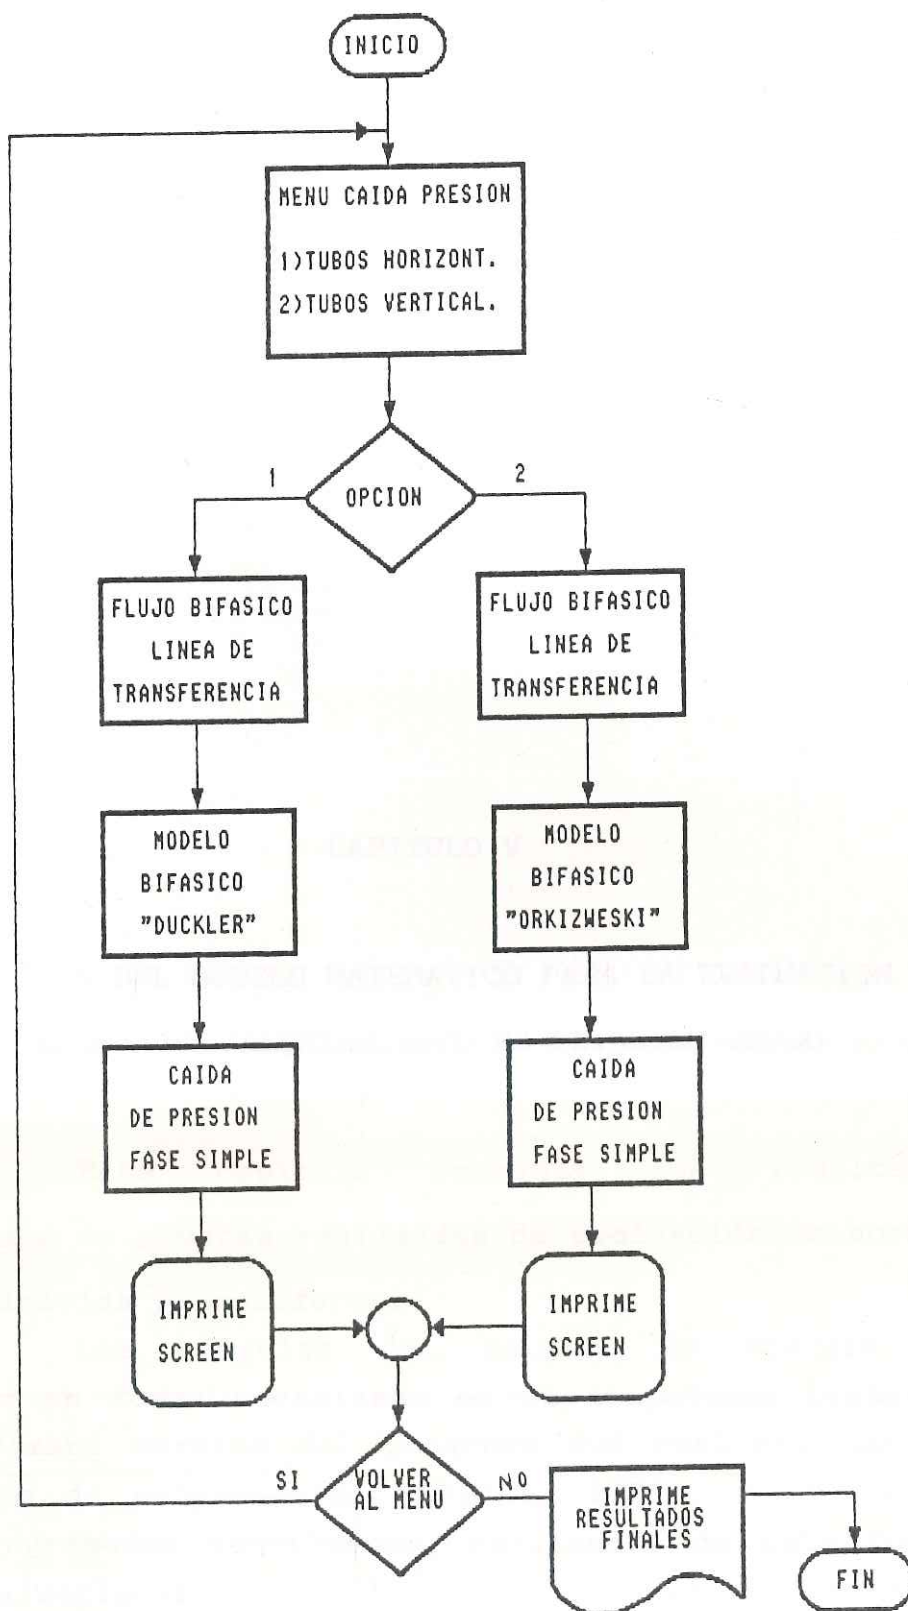 INICIO
MENU CAIDA PRESION
1)TUBOS HORIZONT.
2)TUBOS VERTICAL.
OPCION
1
2
FLUJO BIFASICO
LINEA DE
TRANSFERENCIA
FLUJO BIFASICO
LINEA DE
TRANSFERENCIA
MODELO
BIFASICO
"DUCKLER"
MODELO
BIFASICO
"ORKIZWESKI"
CAIDA
DE PRESION
FASE SIMPLE
CAIDA
DE PRESION
FASE SIMPLE
IMPRIME
SCREEN
IMPRIME
SCREEN
VOLVER
AL MENU
SI
NO
IMPRIME
RESULTADOS
FINALES
FIN